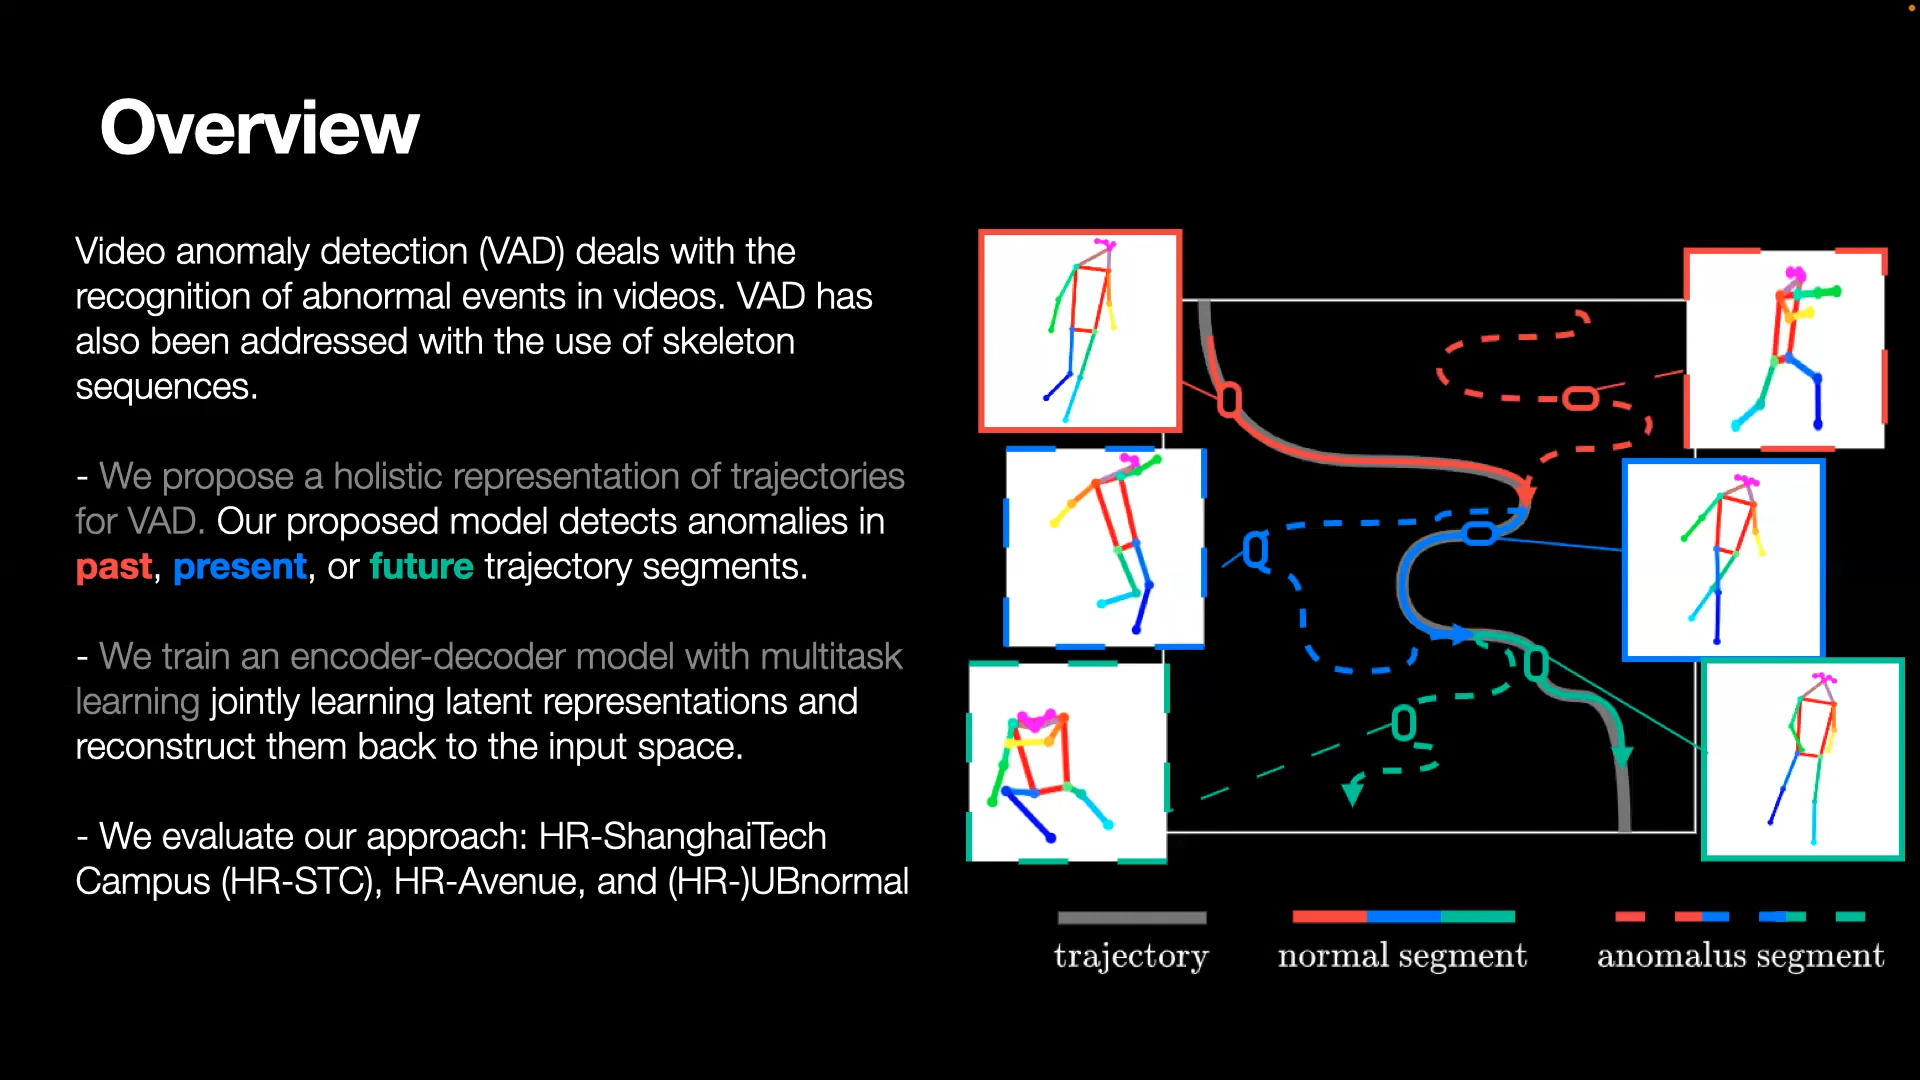 Overview
Video anomaly detection (VAD) deals with the
recognition of abnormal events in videos. VAD has
also been addressed with the use of skeleton
sequences.
- We propose a holistic representation of trajectories
for VAD. Our proposed model detects anomalies in
past, present, or future trajectory segments.
- We train an encoder-decoder model with multitask
learning jointly learning latent representations and
reconstruct them back to the input space.
- We evaluate our approach: HR-ShanghaiTech
Campus (HR-STC), HR-Avenue, and (HR-)UBnormal
trajectory
normal segment
anomalus segment